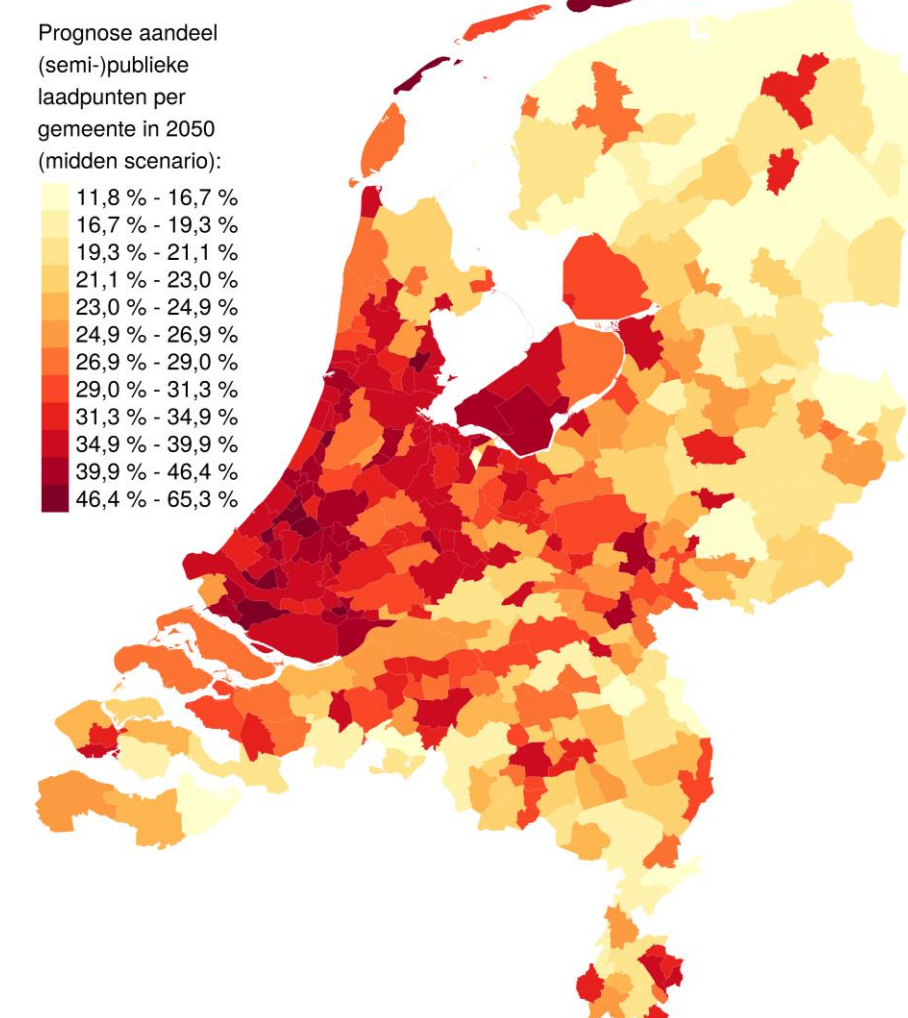 Prognose aandeel
(semi-)publieke
laadpunten per
gemeente in 2050
(midden scenario):
11,8 % - 16,7 %
16,7 % - 19,3 %
19,3 % - 21,1 %
21,1 % - 23,0 %
23,0 % - 24,9 %
24,9 % - 26,9 %
26,9 % - 29,0 %
29,0 % - 31,3 %
31,3 % - 34,9 %
34,9 % - 39,9 %
39,9 % - 46,4 %
46,4 % - 65,3 %